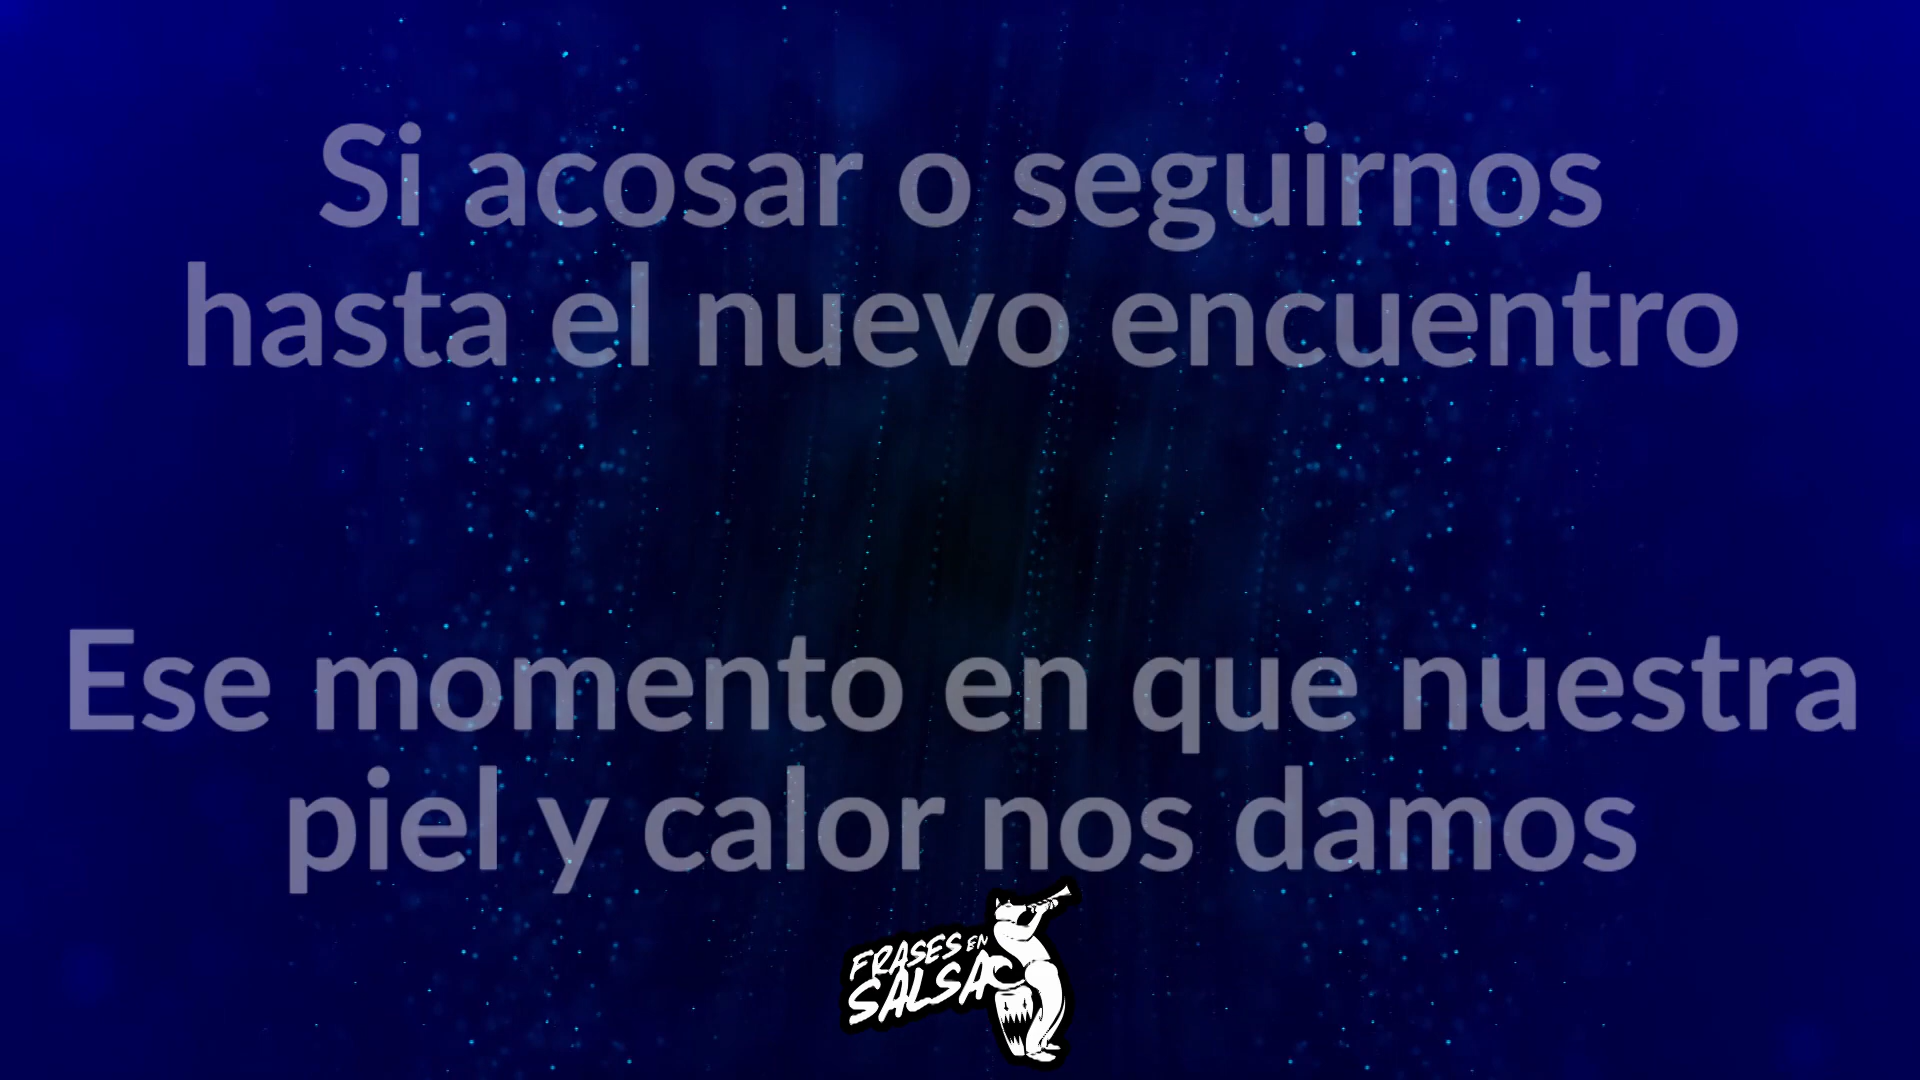 Si acosar o seguirnos
hasta el nuevo encuentro
Ese momento en que nuestra
piel y calor nos damos
FRASES EN
SALSA